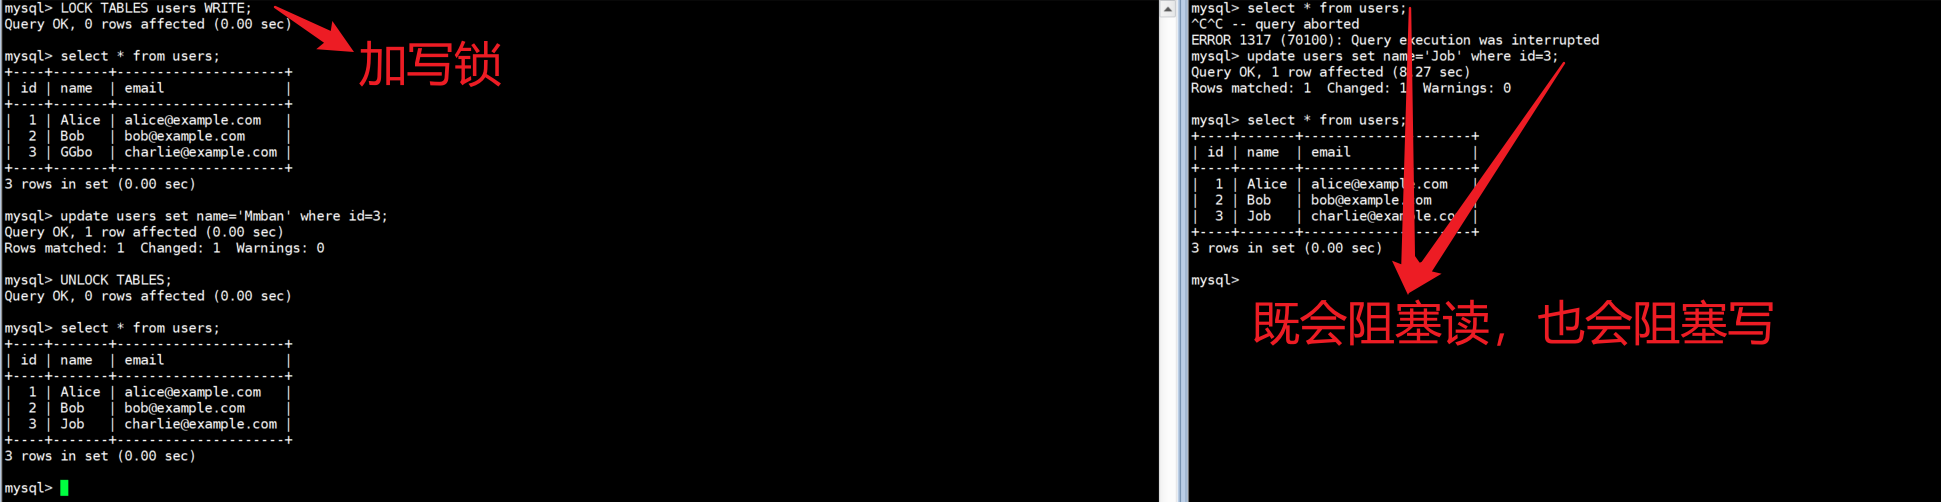 mysql> LOCK TABLES users WRITE;
Query OK, 0 rows affected (0.00 sec)
加写锁
mysql> select * from users;
+----+-------+---------------------+
| id | name  | email               |
+----+-------+---------------------+
|  1 | Alice | alice@example.com   |
|  2 | Bob   | bob@example.com     |
|  3 | GGbo  | charlie@example.com |
+----+-------+---------------------+
3 rows in set (0.00 sec)
mysql> update users set name='Mmban' where id=3;
Query OK, 1 row affected (0.00 sec)
Rows matched: 1  Changed: 1  Warnings: 0
mysql> UNLOCK TABLES;
Query OK, 0 rows affected (0.00 sec)
mysql> select * from users;
+----+-------+---------------------+
| id | name  | email               |
+----+-------+---------------------+
|  1 | Alice | alice@example.com   |
|  2 | Bob   | bob@example.com     |
|  3 | Job   | charlie@example.com |
+----+-------+---------------------+
3 rows in set (0.00 sec)
mysql>
mysql> select * from users;
^C^C -- query aborted
ERROR 1317 (70100): Query execution was interrupted
mysql> update users set name='Job' where id=3;
Query OK, 1 row affected (8.27 sec)
Rows matched: 1  Changed: 1  Warnings: 0
mysql> select * from users;
+----+-------+---------------------+
| id | name  | email               |
+----+-------+---------------------+
|  1 | Alice | alice@example.com   |
|  2 | Bob   | bob@example.com     |
|  3 | Job   | charlie@example.com |
+----+-------+---------------------+
3 rows in set (0.00 sec)
mysql>
既会阻塞读，也会阻塞写